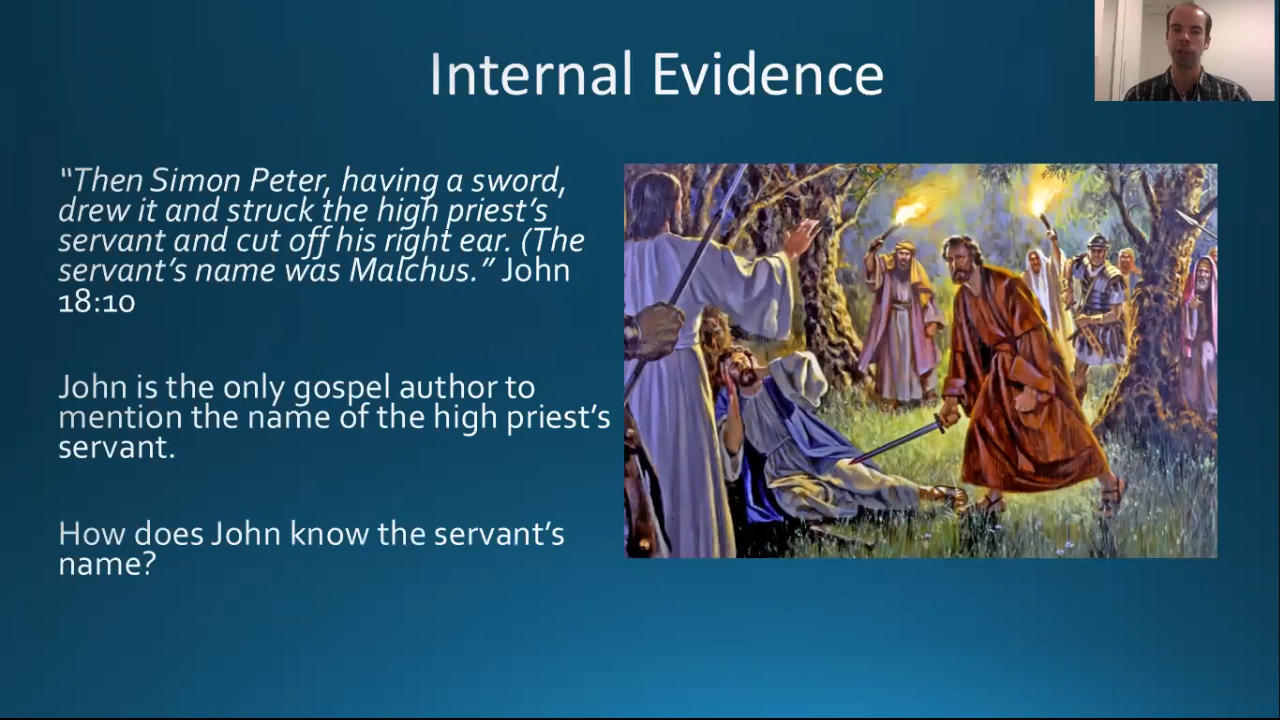 Internal Evidence
“Then Simon Peter, having a sword,
drew it and struck the high priest’s
servant and cut off his right ear. (The
servant’s name was Malchus.” John
18:10
John is the only gospel author to
mention the name of the high priest’s
servant.
How does John know the servant’s
name?